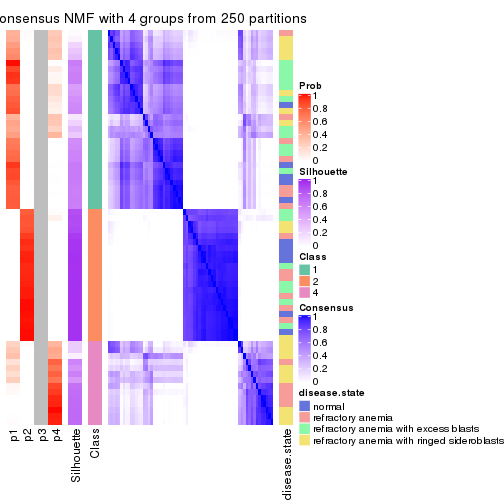 onsensus NMF with 4 groups from 250 partitions
Prob
1
0.8
0.6
0.4
0.2
0
Silhouette
1
0.8
0.6
0.4
0.2
0
Class
1
2
4
Consensus
1
0.8
0.6
0.4
0.2
0
disease.state
normal
refractory anemia
refractory anemia with excess blasts
refractory anemia with ringed sideroblasts
p1
p2
p3
p4
Silhouette
Class
disease.state